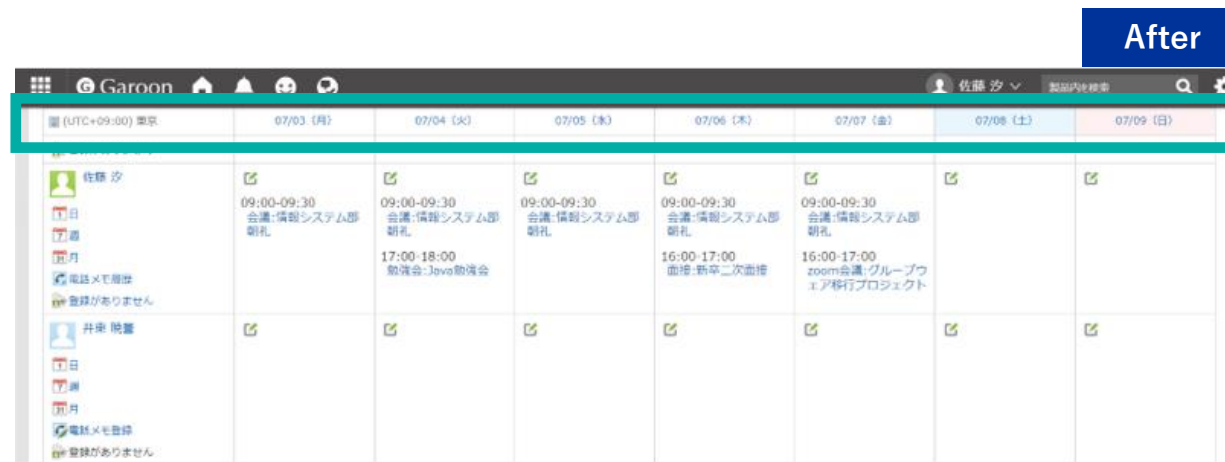 After
Garoon 佐藤 汐 製品内を検索
(UTC+09:00) 東京 07/03 (月) 07/04 (火) 07/05 (水) 07/06 (木) 07/07 (金) 07/08 (土) 07/09 (日)
佐藤 汐
09:00-09:30 09:00-09:30 09:00-09:30 09:00-09:30 09:00-09:30
会議:情報システム部 会議:情報システム部 会議:情報システム部 会議:情報システム部 会議:情報システム部
朝礼 朝礼 朝礼 朝礼 朝礼
1 日
7 週
31 月
17:00-18:00 16:00-17:00 16:00-17:00
勉強会:Java勉強会 面接:新卒二次面接 zoom会議:グループウ
ェア移行プロジェクト
電話メモ履歴
登録がありません
井東
1 日
7 週
31 月
電話メモ登録
登録がありません